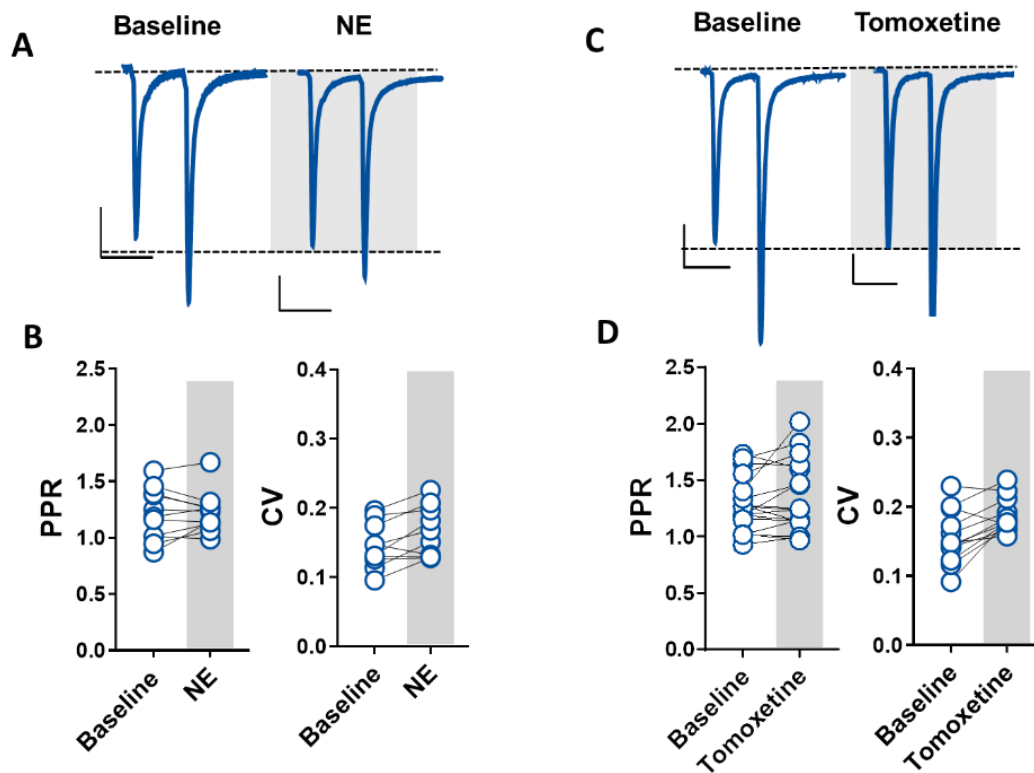 A
Baseline
NE
C
Baseline
Tomoxetine
B
2.5
2.0
1.5
1.0
0.5
0.0
PPR
Baseline
NE
0.4
0.3
0.2
0.1
0.0
CV
Baseline
NE
D
2.5
2.0
1.5
1.0
0.5
0.0
PPR
Baseline
Tomoxetine
0.4
0.3
0.2
0.1
0.0
CV
Baseline
Tomoxetine